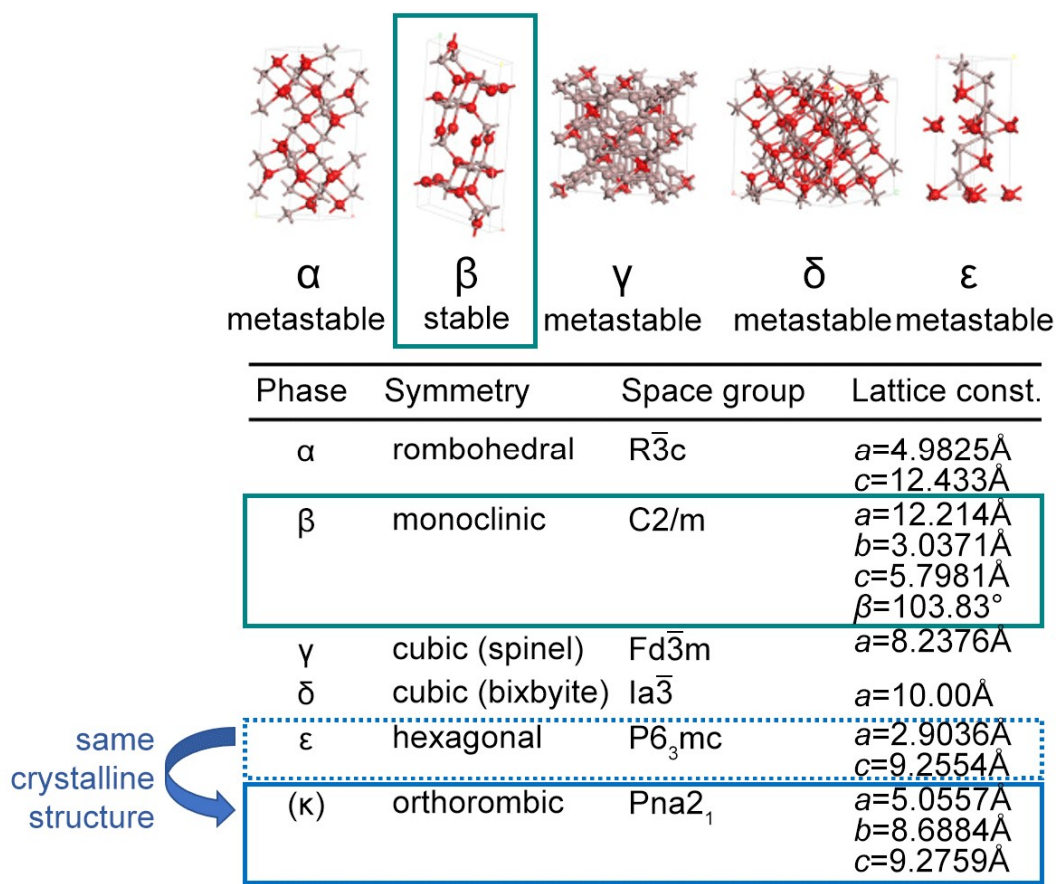 α β γ δ ε
metastable stable metastable metastable metastable
Phase Symmetry Space group Lattice const.
α rombohedral R3̅c a=4.9825Å
c=12.433Å
β monoclinic C2/m a=12.214Å
b=3.0371Å
c=5.7981Å
β=103.83°
γ cubic (spinel) Fd3̅m a=8.2376Å
δ cubic (bixbyite) Ia3̅ a=10.00Å
same
crystalline
structure
ε hexagonal P6₃mc a=2.9036Å
c=9.2554Å
(κ) orthorombic Pna2₁ a=5.0557Å
b=8.6884Å
c=9.2759Å